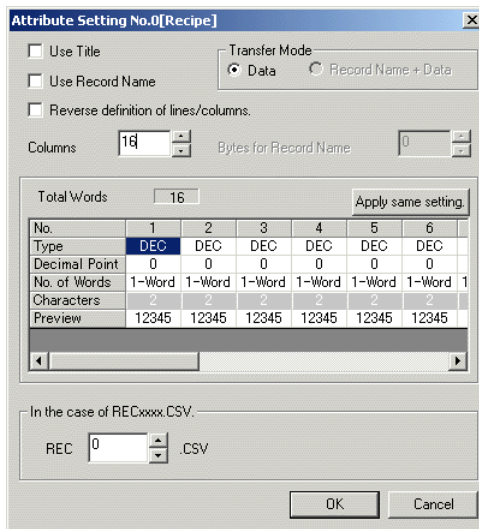 Attribute Setting No.0[Recipe]
Use Title
Transfer Mode
Data
Record Name + Data
Use Record Name
Reverse definition of lines/columns.
Columns 16 Bytes for Record Name 0
Total Words 16 Apply same setting.
No. 1 2 3 4 5 6
Type DEC DEC DEC DEC DEC DEC
Decimal Point 0 0 0 0 0 0
No. of Words 1-Word 1-Word 1-Word 1-Word 1-Word 1-Word 1
Characters 2 2 2 2 2 2
Preview 12345 12345 12345 12345 12345 12345
In the case of RECxxxx.CSV.
REC 0 .CSV
OK Cancel